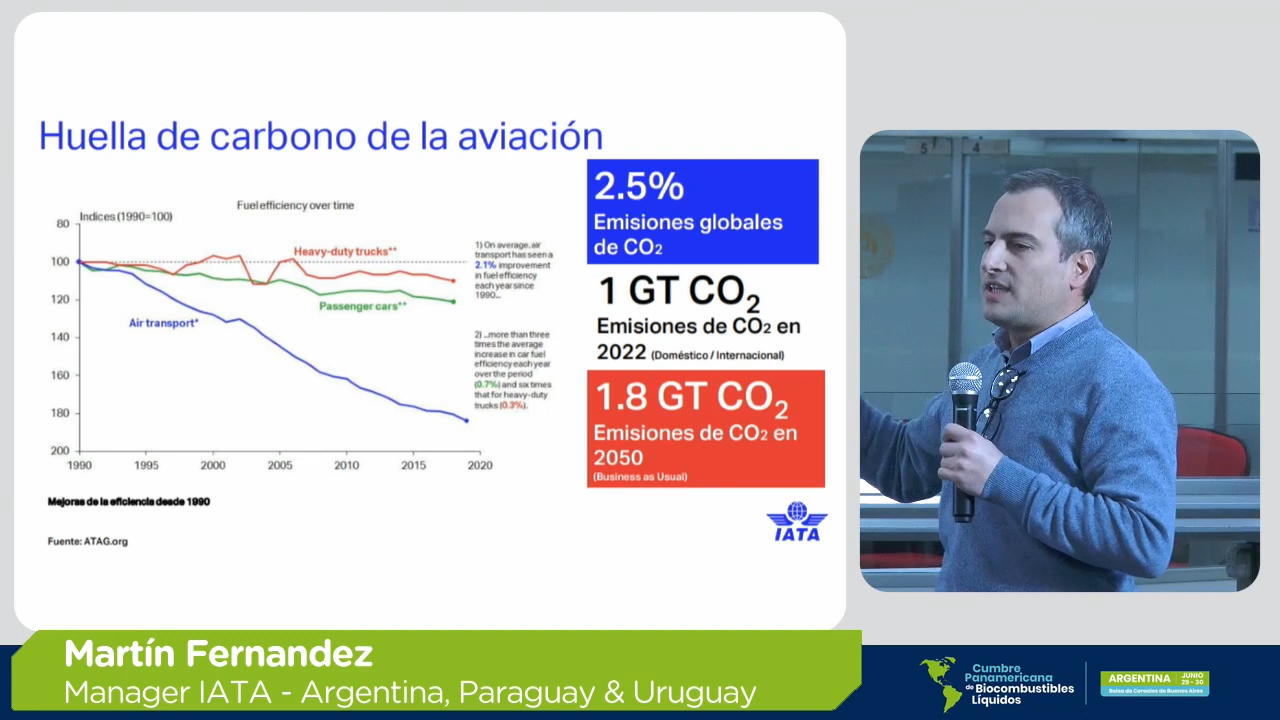 Huella de carbono de la aviación
Fuel efficiency over time
Indices (1990=100)
80
100
120
140
160
180
200
1990
1995
2000
2005
2010
2015
2020
Heavy-duty trucks**
Passenger cars**
Air transport*
1) On average, air
transport has seen a
2.1% improvement
in fuel efficiency
each year since
1990...
2) ...more than three
times the average
increase in car fuel
efficiency each year
over the period
(0.7%) and six times
that for heavy-duty
trucks (0.3%).
Mejoras de la eficiencia desde 1990
Fuente: ATAG.org
2.5%
Emisiones globales
de CO2
1 GT CO2
Emisiones de CO2 en
2022 (Doméstico / Internacional)
1.8 GT CO2
Emisiones de CO2 en
2050
(Business as Usual)
IATA
5
4
Martín Fernandez
Manager IATA - Argentina, Paraguay & Uruguay
Cumbre
Panamericana
de Biocombustibles
Líquidos
ARGENTINA
JUNIO
29 - 30
Bolsa de Cereales de Buenos Aires